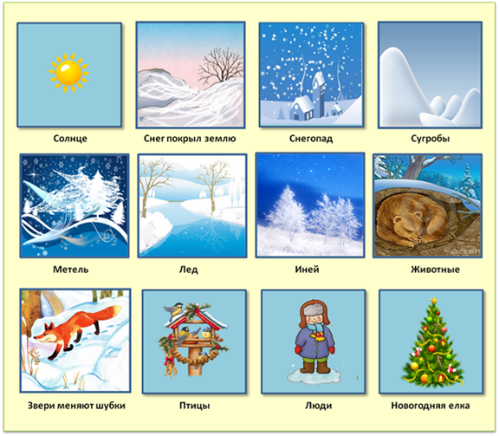 Солнце
Снег покрыл землю
Снегопад
Сугробы
Метель
Лед
Иней
Животные
Звери меняют шубки
Птицы
Люди
Новогодняя елка